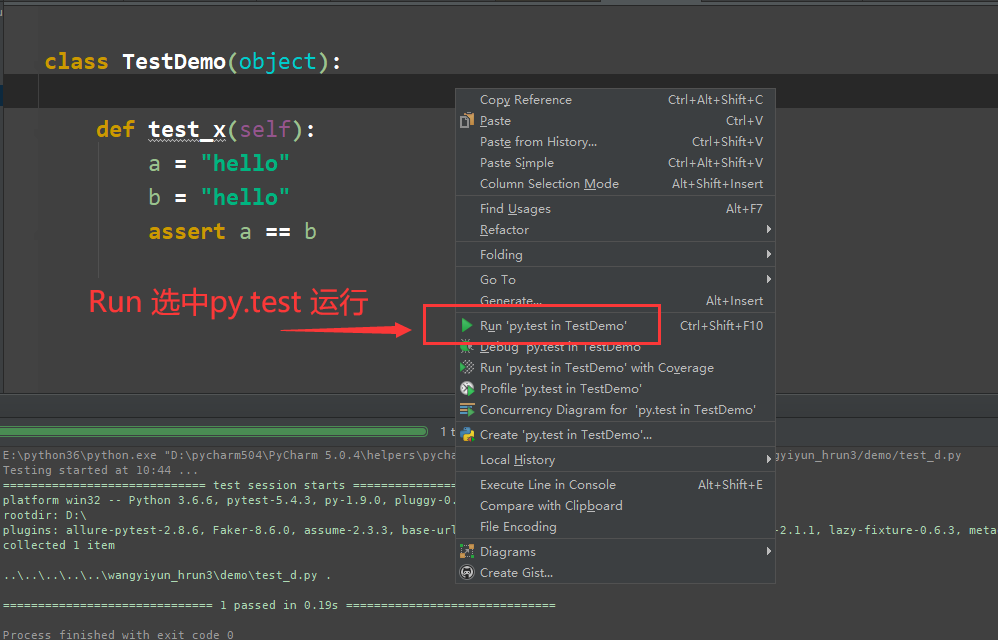 class TestDemo(object):
def test_x(self):
a = "hello"
b = "hello"
assert a == b
Run 选中py.test 运行
Copy Reference Ctrl+Alt+Shift+C
Paste Ctrl+V
Paste from History... Ctrl+Shift+V
Paste Simple Ctrl+Alt+Shift+V
Column Selection Mode Alt+Shift+Insert
Find Usages Alt+F7
Refactor
Folding
Go To
Generate... Alt+Insert
Run 'py.test in TestDemo' Ctrl+Shift+F10
Debug 'py.test in TestDemo'
Run 'py.test in TestDemo' with Coverage
Profile 'py.test in TestDemo'
Concurrency Diagram for 'py.test in TestDemo'
Create 'py.test in TestDemo'...
Local History
Execute Line in Console Alt+Shift+E
Compare with Clipboard
File Encoding
Diagrams
Create Gist...
1 t
E:\python36\python.exe "D:\pycharm504\PyCharm 5.0.4\helpers\pycha gyiyun_hrun3/demo/test_d.py
Testing started at 10:44 ...
============================ test session starts ==============
platform win32 -- Python 3.6.6, pytest-5.4.3, py-1.9.0, pluggy-0.
rootdir: D:\
plugins: allure-pytest-2.8.6, Faker-8.6.0, assume-2.3.3, base-url -2.1.1, lazy-fixture-0.6.3, meta
collected 1 item
..\..\..\..\..\wangyiyun_hrun3\demo\test_d.py .
============================ 1 passed in 0.19s ============================
Process finished with exit code 0